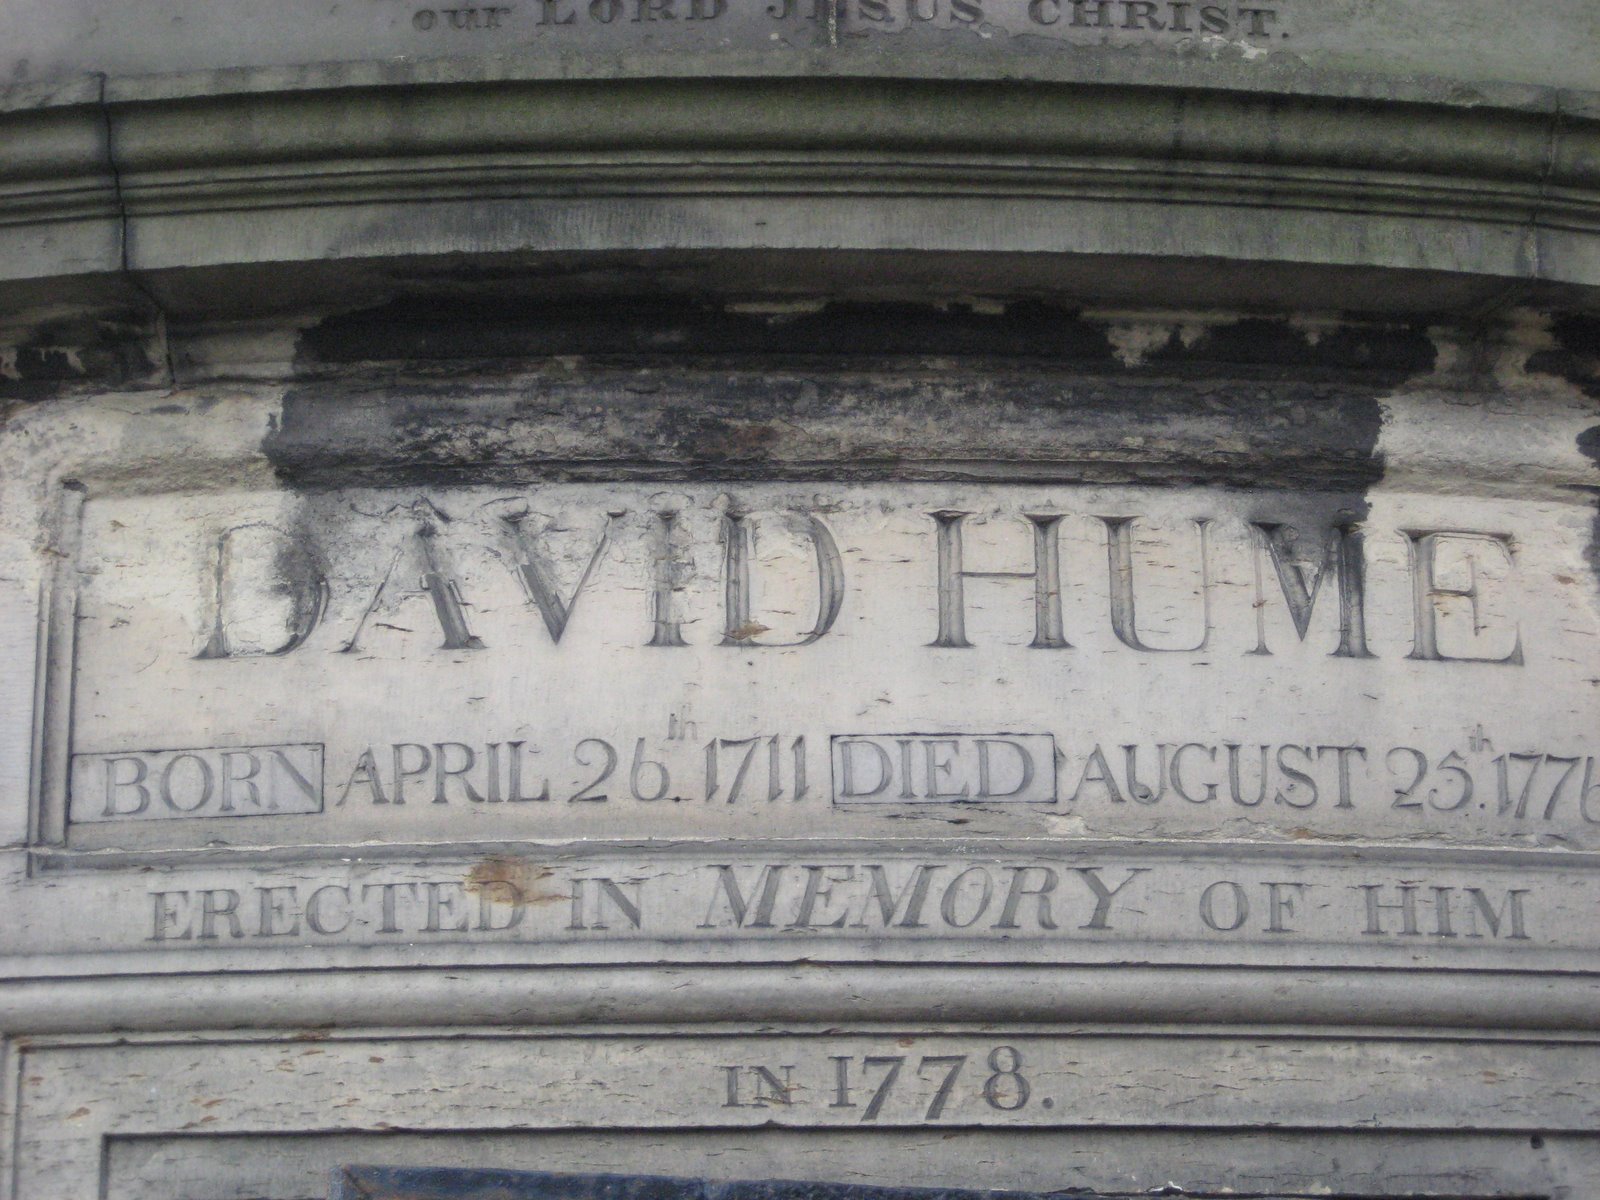 our LORD JESUS CHRIST.
DAVID HUME
BORN APRIL 26th. 1711 DIED AUGUST 25th. 1776
ERECTED IN MEMORY OF HIM
IN 1778.